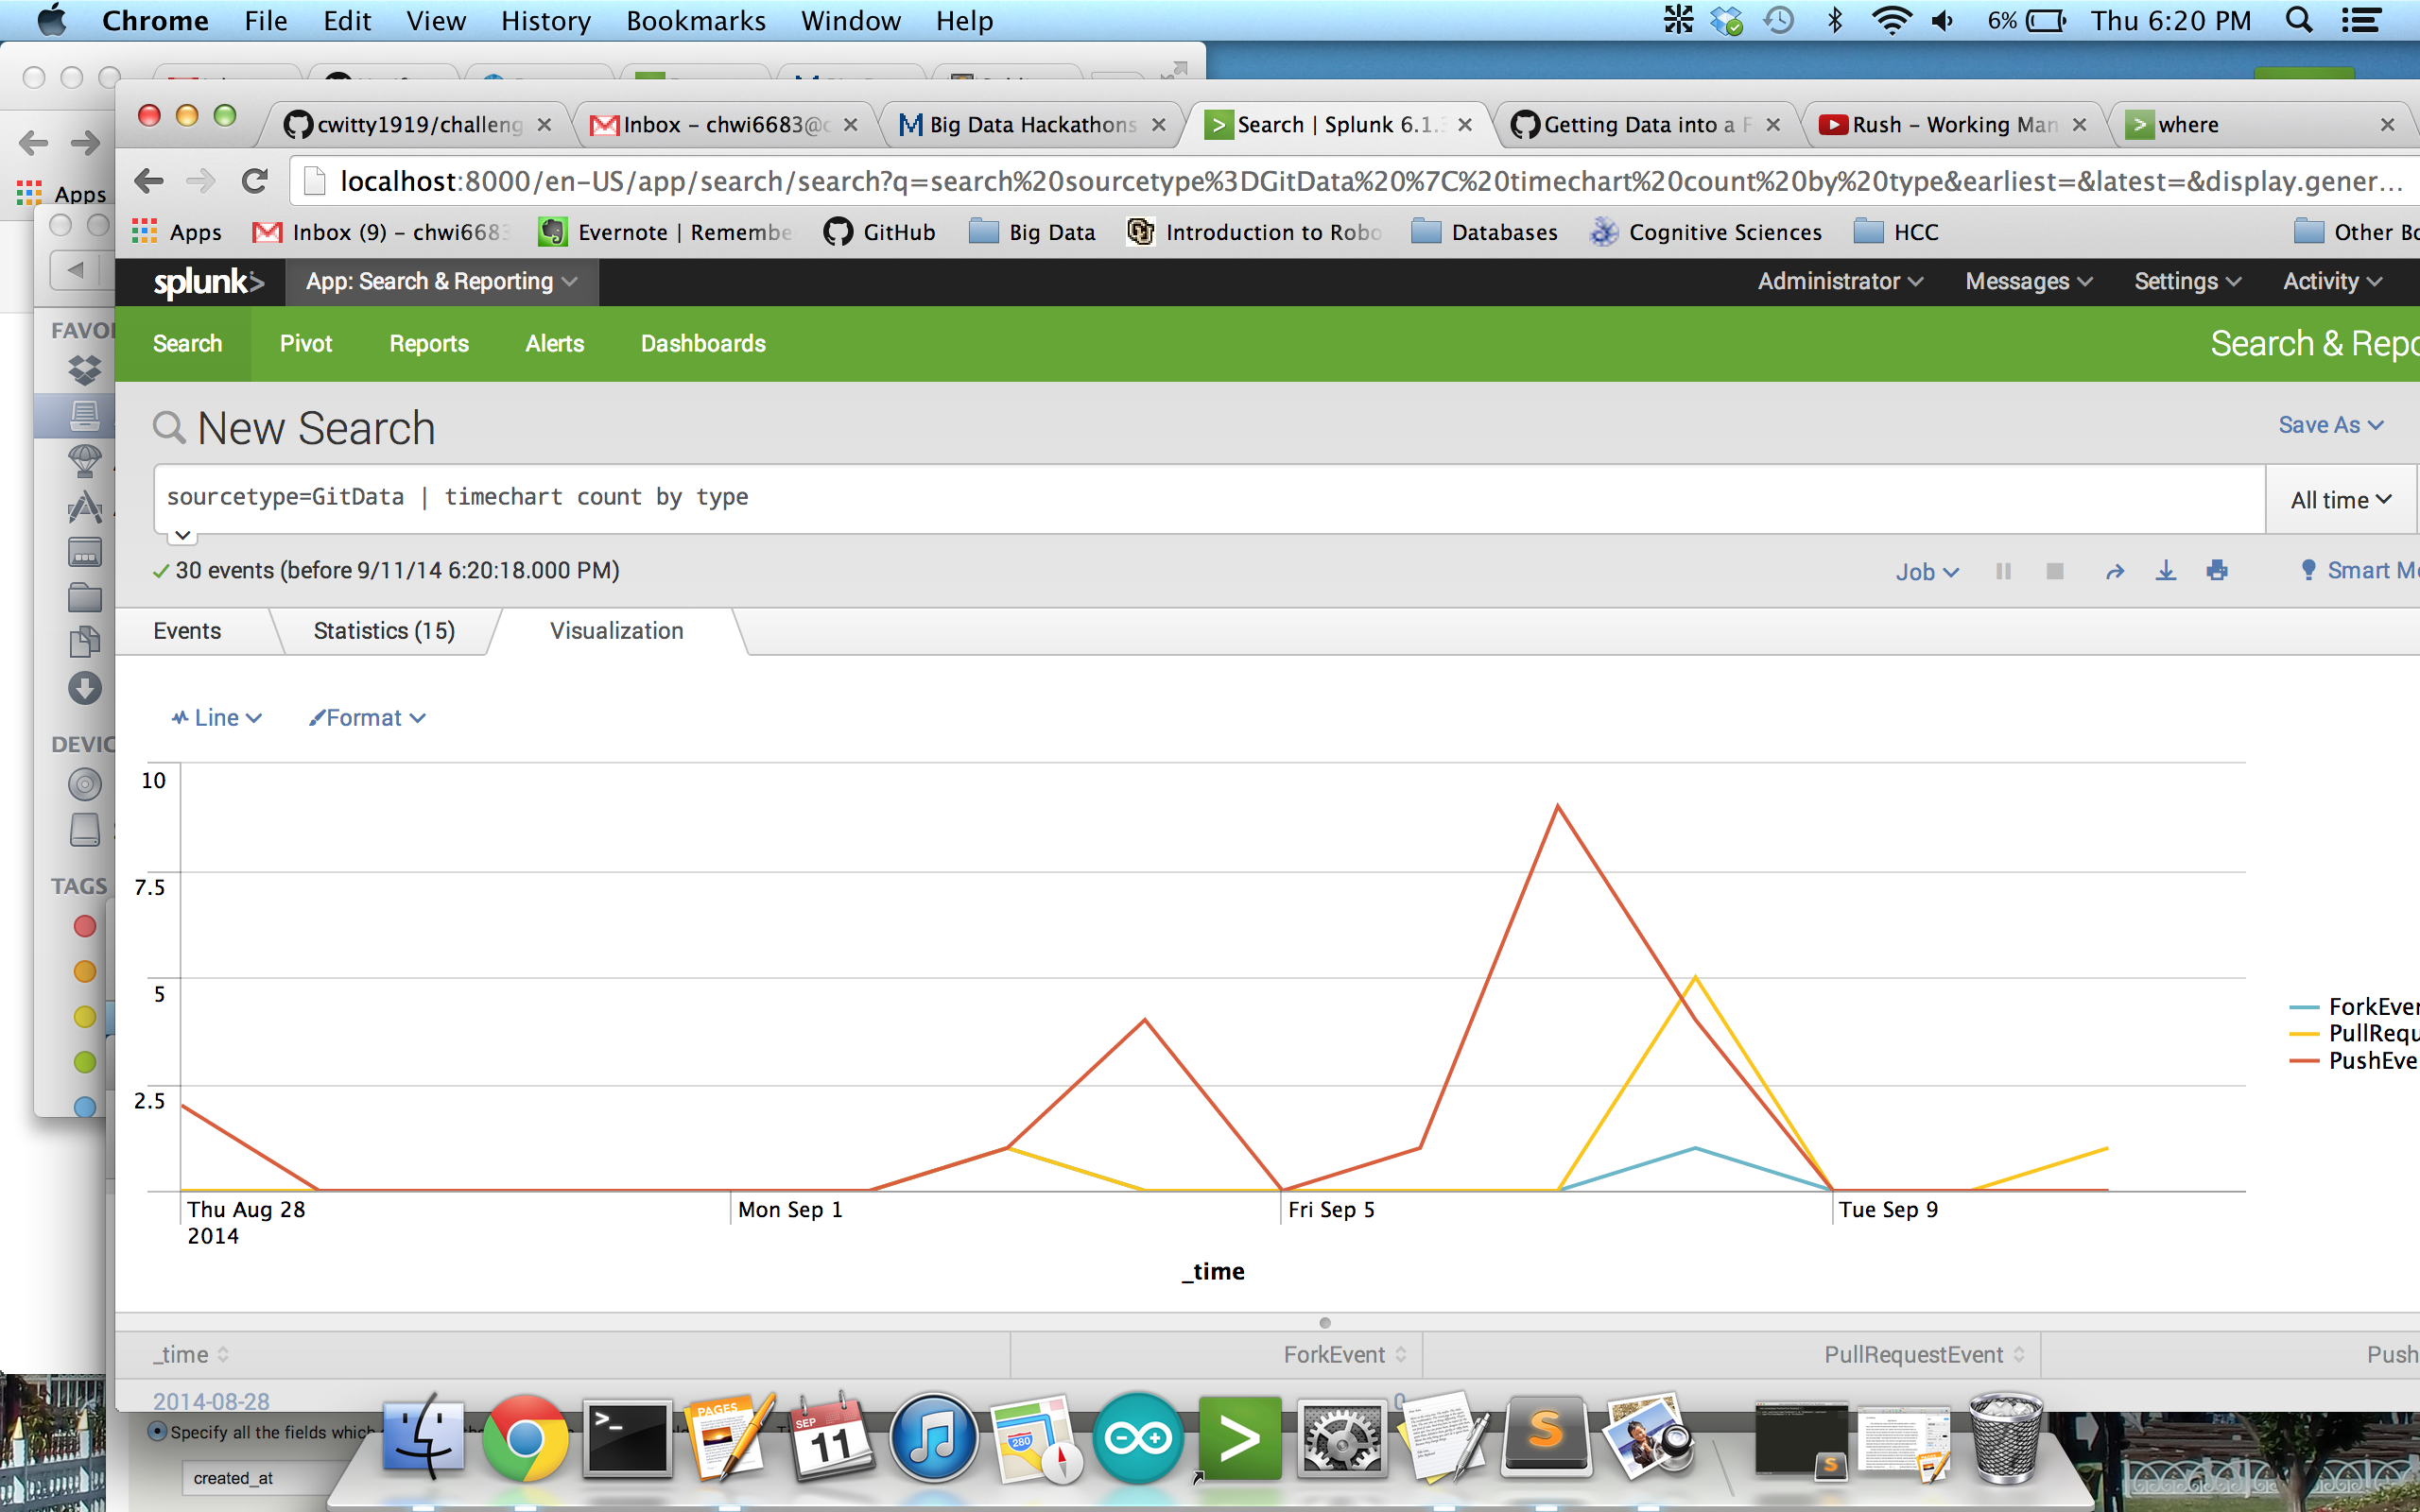 Chrome File Edit View History Bookmarks Window Help 6% Thu 6:20 PM
cwitty1919/challeng Inbox – chwi6683@c Big Data Hackathons Search | Splunk 6.1.3 Getting Data into a F Rush – Working Man where
localhost:8000/en-US/app/search/search?q=search%20sourcetype%3DGitData%20%7C%20timechart%20count%20by%20type&earliest=&latest=&display.gener...
Apps
Apps Inbox (9) – chwi6683 Evernote | Remembe GitHub Big Data Introduction to Robo Databases Cognitive Sciences HCC Other Bo
splunk> App: Search & Reporting Administrator Messages Settings Activity
FAVO
Search Pivot Reports Alerts Dashboards Search & Repo
New Search Save As
sourcetype=GitData | timechart count by type All time
30 events (before 9/11/14 6:20:18.000 PM) Job Smart Mo
Events Statistics (15) Visualization
Line Format
DEVIC
TAGS
10
7.5
5
2.5
ForkEven
PullRequ
PushEve
Thu Aug 28 Mon Sep 1 Fri Sep 5 Tue Sep 9
2014
_time
_time ForkEvent PullRequestEvent Push
2014-08-28 0
Specify all the fields which
created_at
PAGES
SEP
11
280